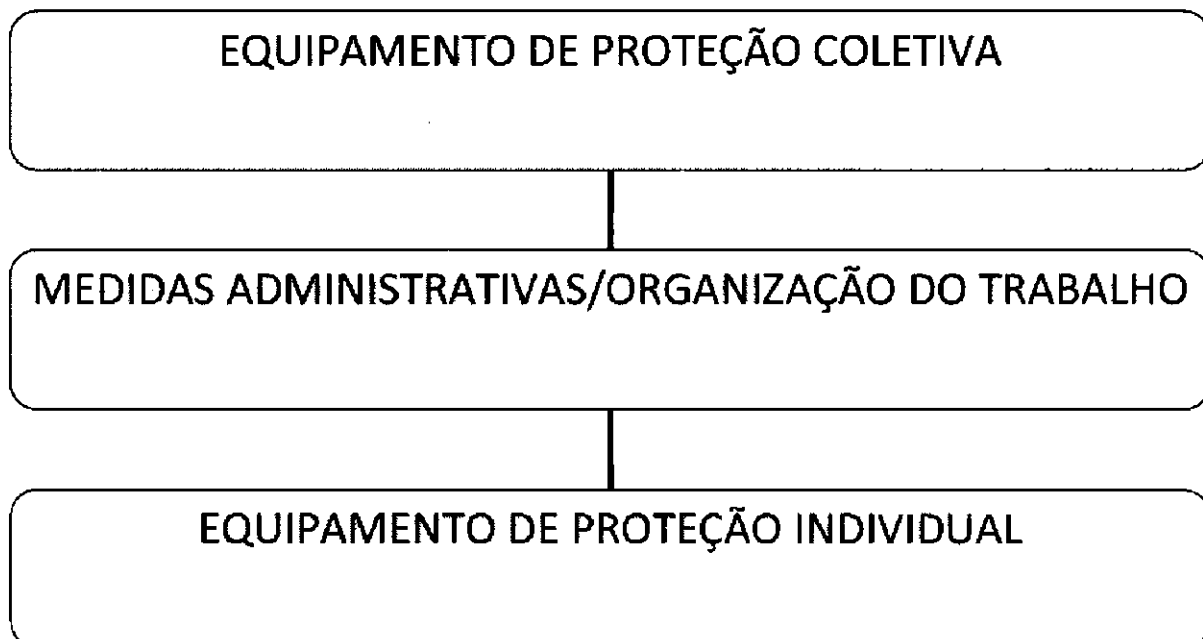 EQUIPAMENTO DE PROTEÇÃO COLETIVA
MEDIDAS ADMINISTRATIVAS/ORGANIZAÇÃO DO TRABALHO
EQUIPAMENTO DE PROTEÇÃO INDIVIDUAL